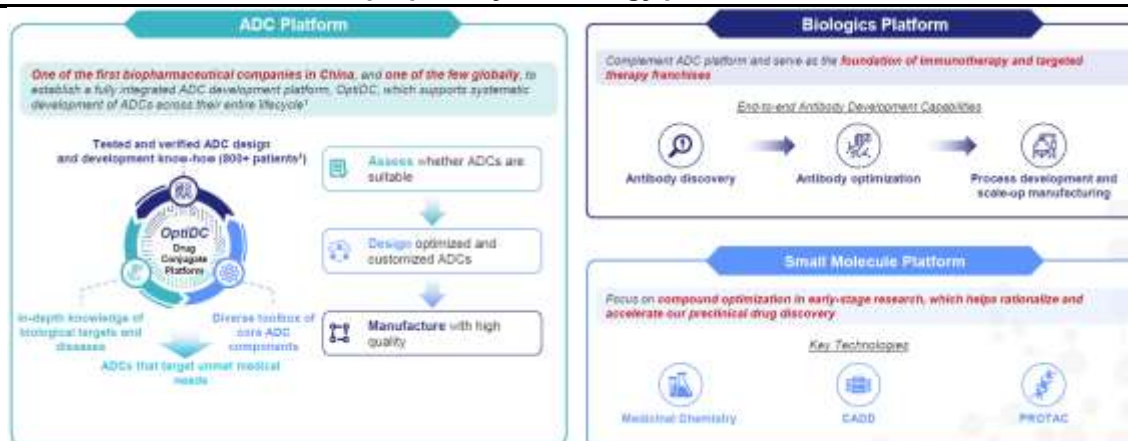 ADC Platform
One of the first biopharmaceutical companies in China, and one of the few globally, to
establish a fully integrated ADC development platform, OptiDC, which supports systematic
development of ADCs across their entire lifecycle¹
Tested and verified ADC design
and development know-how (800+ patients¹)
OptiDC
Drug
Conjugate
Platform
In-depth knowledge of
biological targets and
diseases
Diverse toolbox of
core ADC
components
ADCs that target unmet medical
needs
Assess whether ADCs are
suitable
Design optimized and
customized ADCs
Manufacture with high
quality
Biologics Platform
Complement ADC platform and serve as the foundation of immunotherapy and targeted
therapy franchises
End-to-end Antibody Development Capabilities
Antibody discovery
Antibody optimization
Process development and
scale-up manufacturing
Small Molecule Platform
Focus on compound optimization in early-stage research, which helps rationalize and
accelerate our preclinical drug discovery
Key Technologies
Medicinal Chemistry
CADD
PROTAC